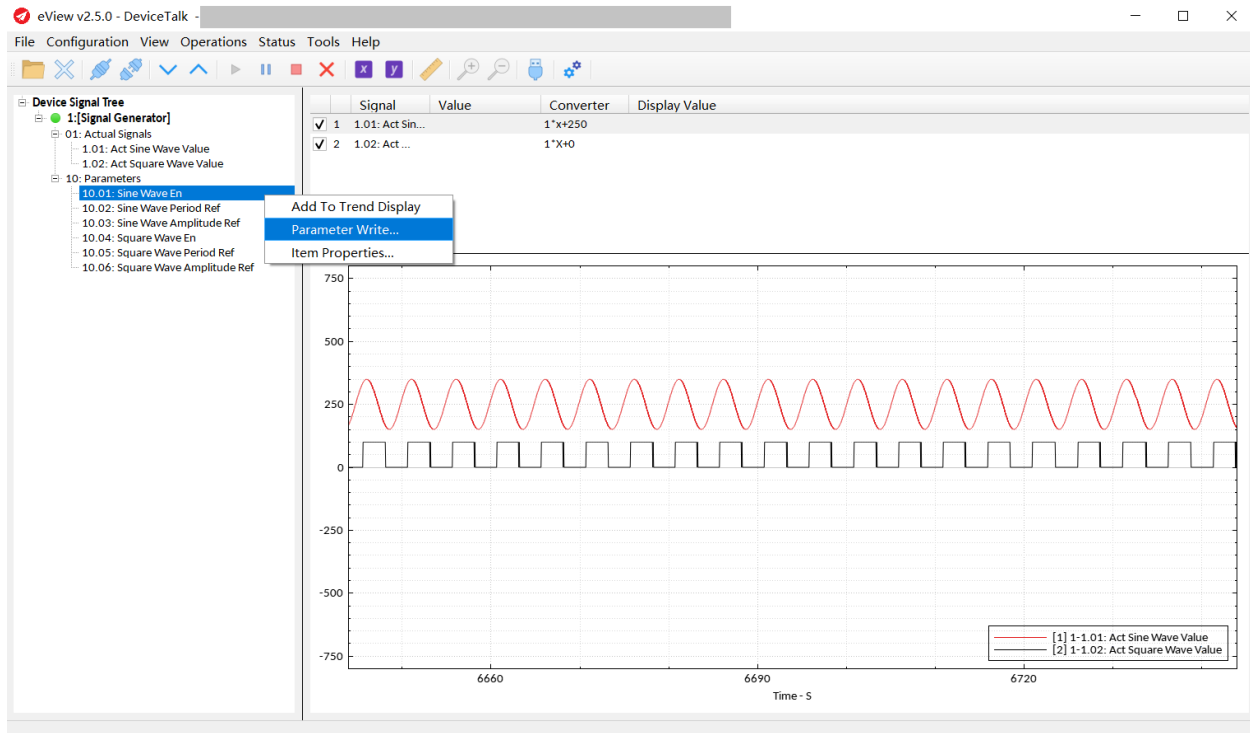 eView v2.5.0 - DeviceTalk -
File Configuration View Operations Status Tools Help
x y
Device Signal Tree
1:[Signal Generator]
01: Actual Signals
1.01: Act Sine Wave Value
1.02: Act Square Wave Value
10: Parameters
10.01: Sine Wave En
10.02: Sine Wave Period Ref
10.03: Sine Wave Amplitude Ref
10.04: Square Wave En
10.05: Square Wave Period Ref
10.06: Square Wave Amplitude Ref
Add To Trend Display
Parameter Write...
Item Properties...
Signal Value Converter Display Value
1 1.01: Act Sin... 1*x+250
2 1.02: Act ... 1*X+0
750
500
250
0
-250
-500
-750
6660 6690 6720
Time - S
[1] 1-1.01: Act Sine Wave Value
[2] 1-1.02: Act Square Wave Value